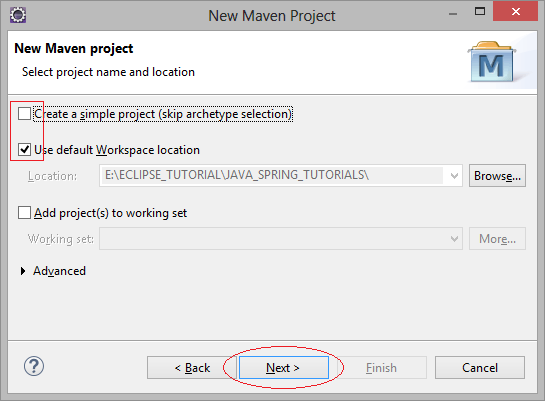 New Maven Project
New Maven project
Select project name and location
M
Create a simple project (skip archetype selection)
Use default Workspace location
Location: E:\ECLIPSE_TUTORIAL\JAVA_SPRING_TUTORIALS\ Browse...
Add project(s) to working set
Working set: More...
Advanced
? < Back Next > Finish Cancel